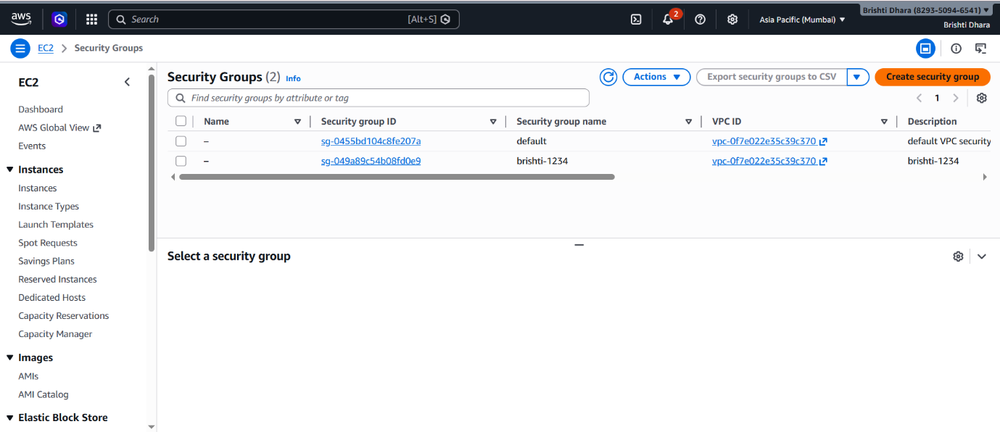 aws
Search [Alt+S]
2
Asia Pacific (Mumbai)
Brishti Dhara (8293-5094-6541)
Brishti Dhara
EC2 Security Groups
EC2
Dashboard
AWS Global View
Events
Instances
Instances
Instance Types
Launch Templates
Spot Requests
Savings Plans
Reserved Instances
Dedicated Hosts
Capacity Reservations
Capacity Manager
Images
AMIs
AMI Catalog
Elastic Block Store
Security Groups (2) Info
Actions
Export security groups to CSV
Create security group
Find security groups by attribute or tag
1
Name Security group ID Security group name VPC ID Description
– sg-0455bd104c8fe207a default vpc-0f7e022e35c39c370 default VPC security
– sg-049a89c54b08fd0e9 brishti-1234 vpc-0f7e022e35c39c370 brishti-1234
Select a security group